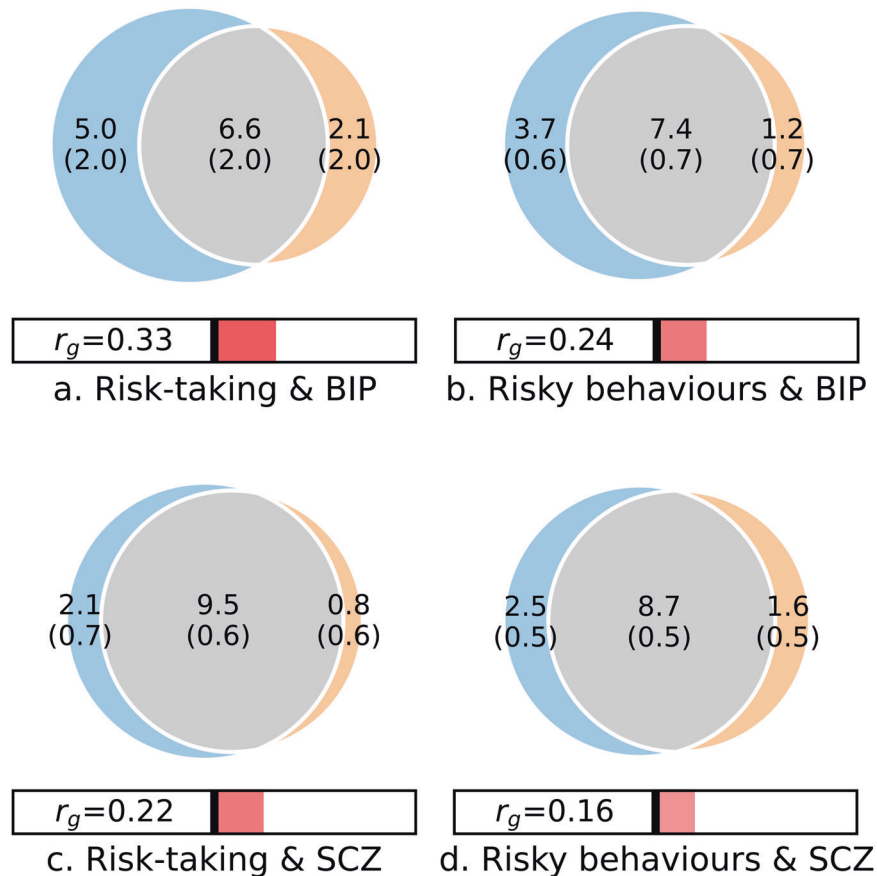 5.0 6.6 2.1
(2.0) (2.0) (2.0)
r_g=0.33
a. Risk-taking & BIP
3.7 7.4 1.2
(0.6) (0.7) (0.7)
r_g=0.24
b. Risky behaviours & BIP
2.1 9.5 0.8
(0.7) (0.6) (0.6)
r_g=0.22
c. Risk-taking & SCZ
2.5 8.7 1.6
(0.5) (0.5) (0.5)
r_g=0.16
d. Risky behaviours & SCZ